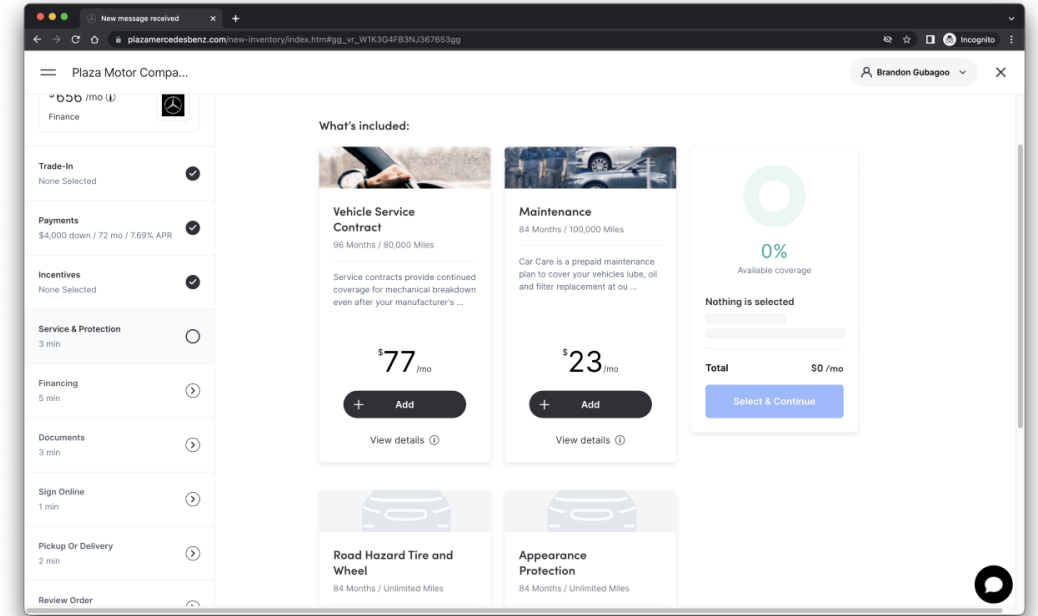 New message received
plazamercedesbenz.com/new-inventory/index.htm#gg_vr_W1K3G4FB3NJ367653gg
Incognito
Plaza Motor Compa...
Brandon Gubagoo
$656 /mo
Finance
Trade-In
None Selected
Payments
$4,000 down / 72 mo / 7.69% APR
Incentives
None Selected
Service & Protection
3 min
Financing
5 min
Documents
3 min
Sign Online
1 min
Pickup Or Delivery
2 min
Review Order
What's included:
Vehicle Service
Contract
96 Months / 80,000 Miles
Service contracts provide continued
coverage for mechanical breakdown
even after your manufacturer's ...
$77/mo
+ Add
View details
Maintenance
84 Months / 100,000 Miles
Car Care is a prepaid maintenance
plan to cover your vehicles lube, oil
and filter replacement at ou ...
$23/mo
+ Add
View details
0%
Available coverage
Nothing is selected
Total $0 /mo
Select & Continue
Road Hazard Tire and
Wheel
84 Months / Unlimited Miles
Appearance
Protection
84 Months / Unlimited Miles